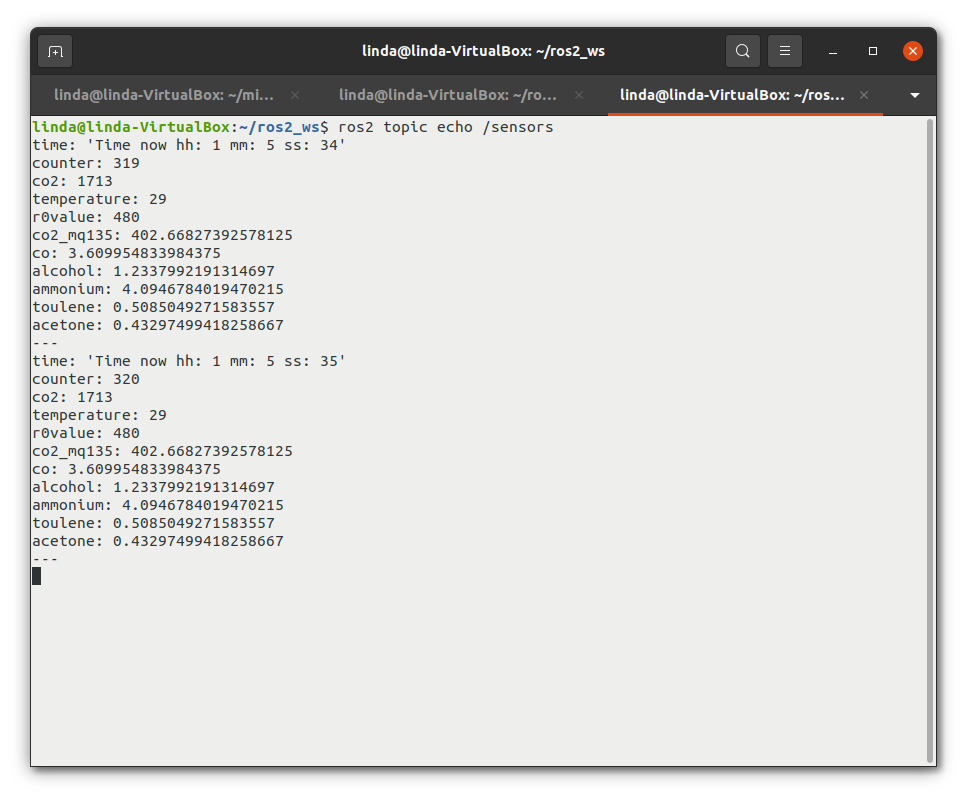 linda@linda-VirtualBox: ~/ros2_ws
linda@linda-VirtualBox: ~/mi...
linda@linda-VirtualBox: ~/ro...
linda@linda-VirtualBox: ~/ros...
linda@linda-VirtualBox:~/ros2_ws$ ros2 topic echo /sensors
time: 'Time now hh: 1 mm: 5 ss: 34'
counter: 319
co2: 1713
temperature: 29
r0value: 480
co2_mq135: 402.66827392578125
co: 3.609954833984375
alcohol: 1.2337992191314697
ammonium: 4.0946784019470215
toulene: 0.5085049271583557
acetone: 0.43297499418258667
---
time: 'Time now hh: 1 mm: 5 ss: 35'
counter: 320
co2: 1713
temperature: 29
r0value: 480
co2_mq135: 402.66827392578125
co: 3.609954833984375
alcohol: 1.2337992191314697
ammonium: 4.0946784019470215
toulene: 0.5085049271583557
acetone: 0.43297499418258667
---